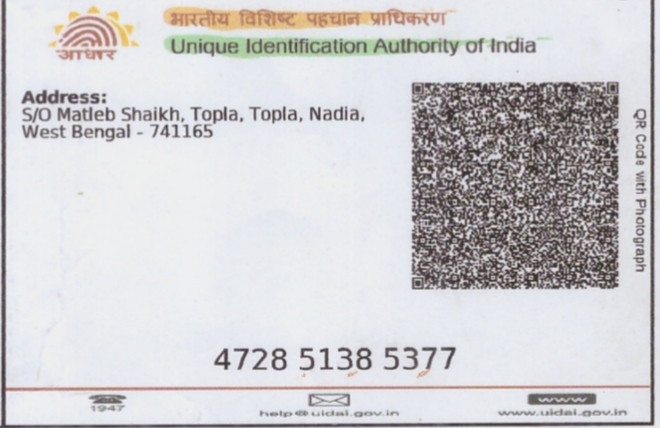 भारतीय विशिष्ट पहचान प्राधिकरण
Unique Identification Authority of India
आधार
Address:
S/O Matleb Shaikh, Topla, Topla, Nadia,
West Bengal - 741165
QR Code with Photograph
4728 5138 5377
1947
help@uidai.gov.in
www
www.uidai.gov.in